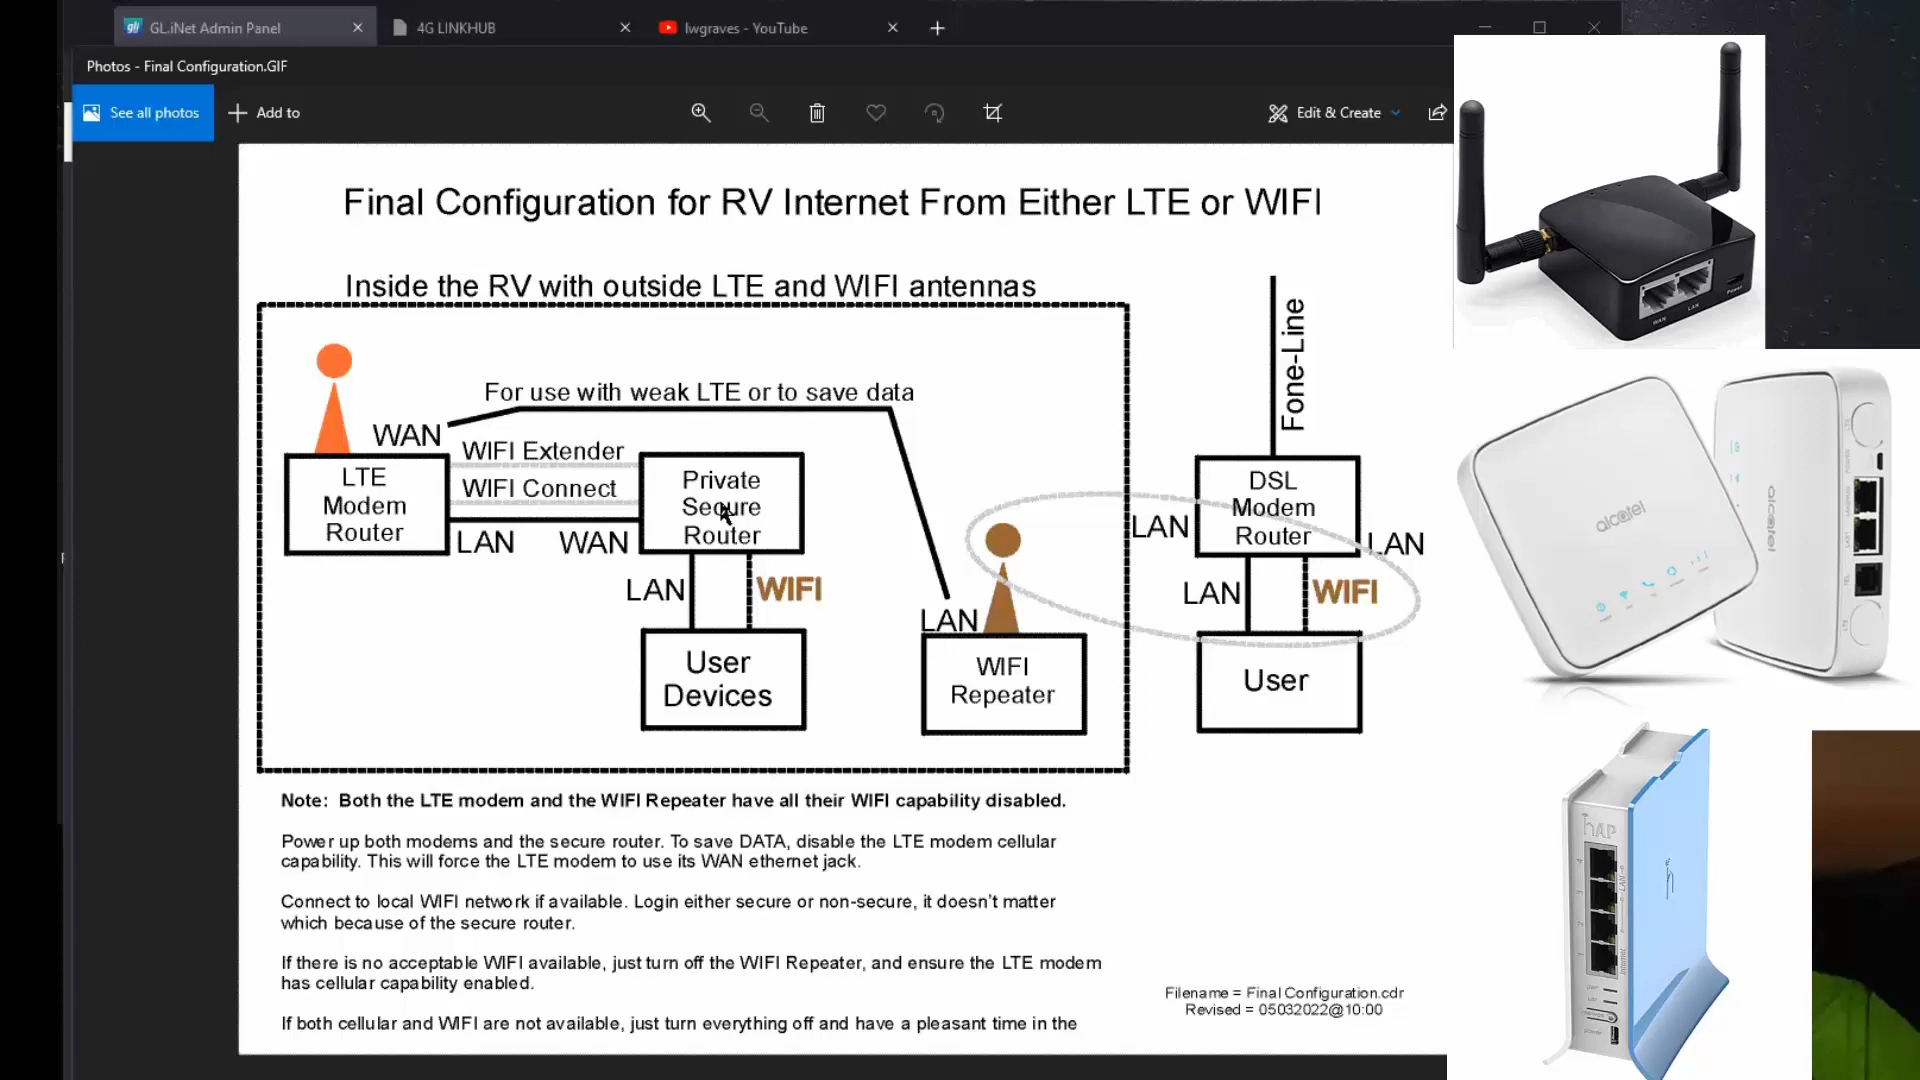 GL.iNet Admin Panel
4G LINKHUB
lwgraves - YouTube
Photos - Final Configuration.GIF
See all photos
Add to
Edit & Create
Final Configuration for RV Internet From Either LTE or WIFI
Inside the RV with outside LTE and WIFI antennas
Fone-Line
For use with weak LTE or to save data
WAN
WIFI Extender
WIFI Connect
LTE
Modem
Router
LAN
WAN
Private
Secure
Router
LAN
WIFI
User
Devices
LAN
WIFI
Repeater
LAN
DSL
Modem
Router
LAN
LAN
WIFI
User
Note: Both the LTE modem and the WIFI Repeater have all their WIFI capability disabled.
Power up both modems and the secure router. To save DATA, disable the LTE modem cellular
capability. This will force the LTE modem to use its WAN ethernet jack.
Connect to local WIFI network if available. Login either secure or non-secure, it doesn't matter
which because of the secure router.
If there is no acceptable WIFI available, just turn off the WIFI Repeater, and ensure the LTE modem
has cellular capability enabled.
If both cellular and WIFI are not available, just turn everything off and have a pleasant time in the
Filename = Final Configuration.cdr
Revised = 05032022@10:00
WAN
LAN
Power
alcatel
alcatel
hAP